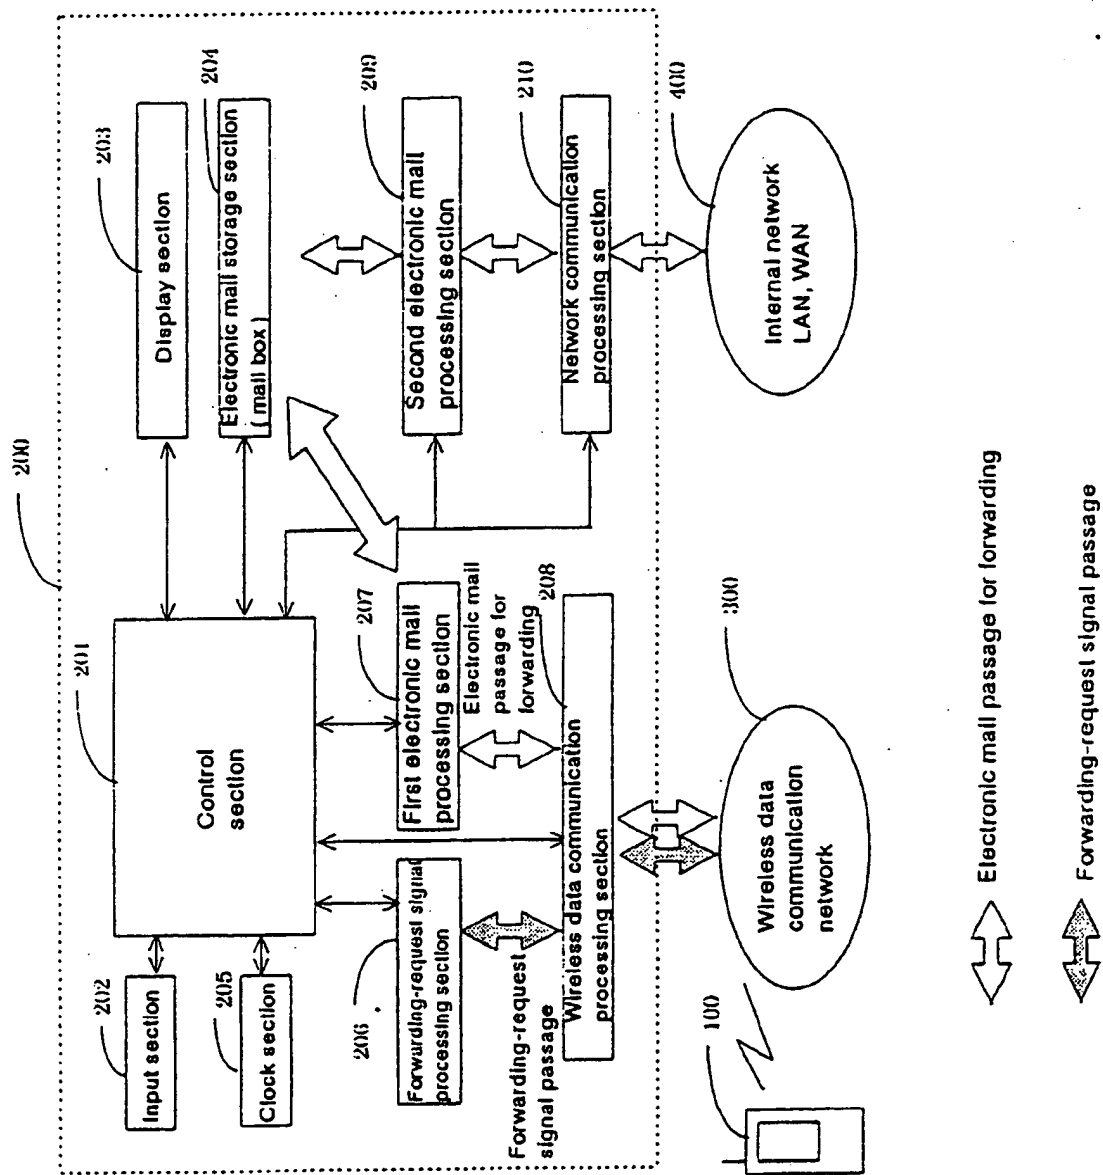 200
201
Control
section
202
Input section
205
Clock section
203
Display section
204
Electronic mail storage section
( mail box )
206
Forwarding-request signal
processing section
207
First electronic mail
processing section
209
Second electronic mail
processing section
210
Network communication
processing section
Electronic mail
passage for
forwarding
208
Wireless data communication
processing section
Forwarding-request
signal passage
300
Wireless data
communication
network
400
Internal network
LAN, WAN
100
Electronic mail passage for forwarding
Forwarding-request signal passage